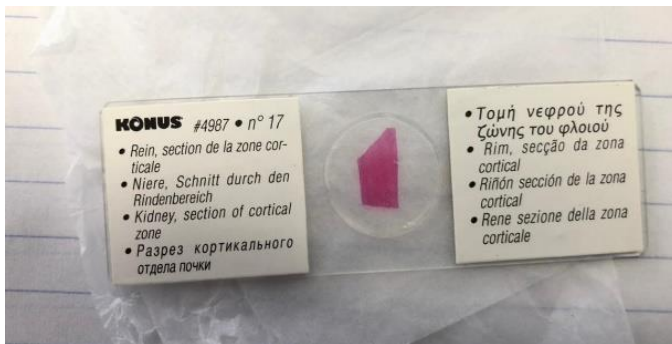 KONUS #4987 • n° 17
• Rein, section de la zone cor-
ticale
• Niere, Schnitt durch den
Rindenbereich
• Kidney, section of cortical
zone
• Разрез кортикального
отдела почки
• Τομή νεφρού της
ζώνης του φλοιού
• Rim, secção da zona
cortical
• Riñón sección de la zona
cortical
• Rene sezione della zona
corticale